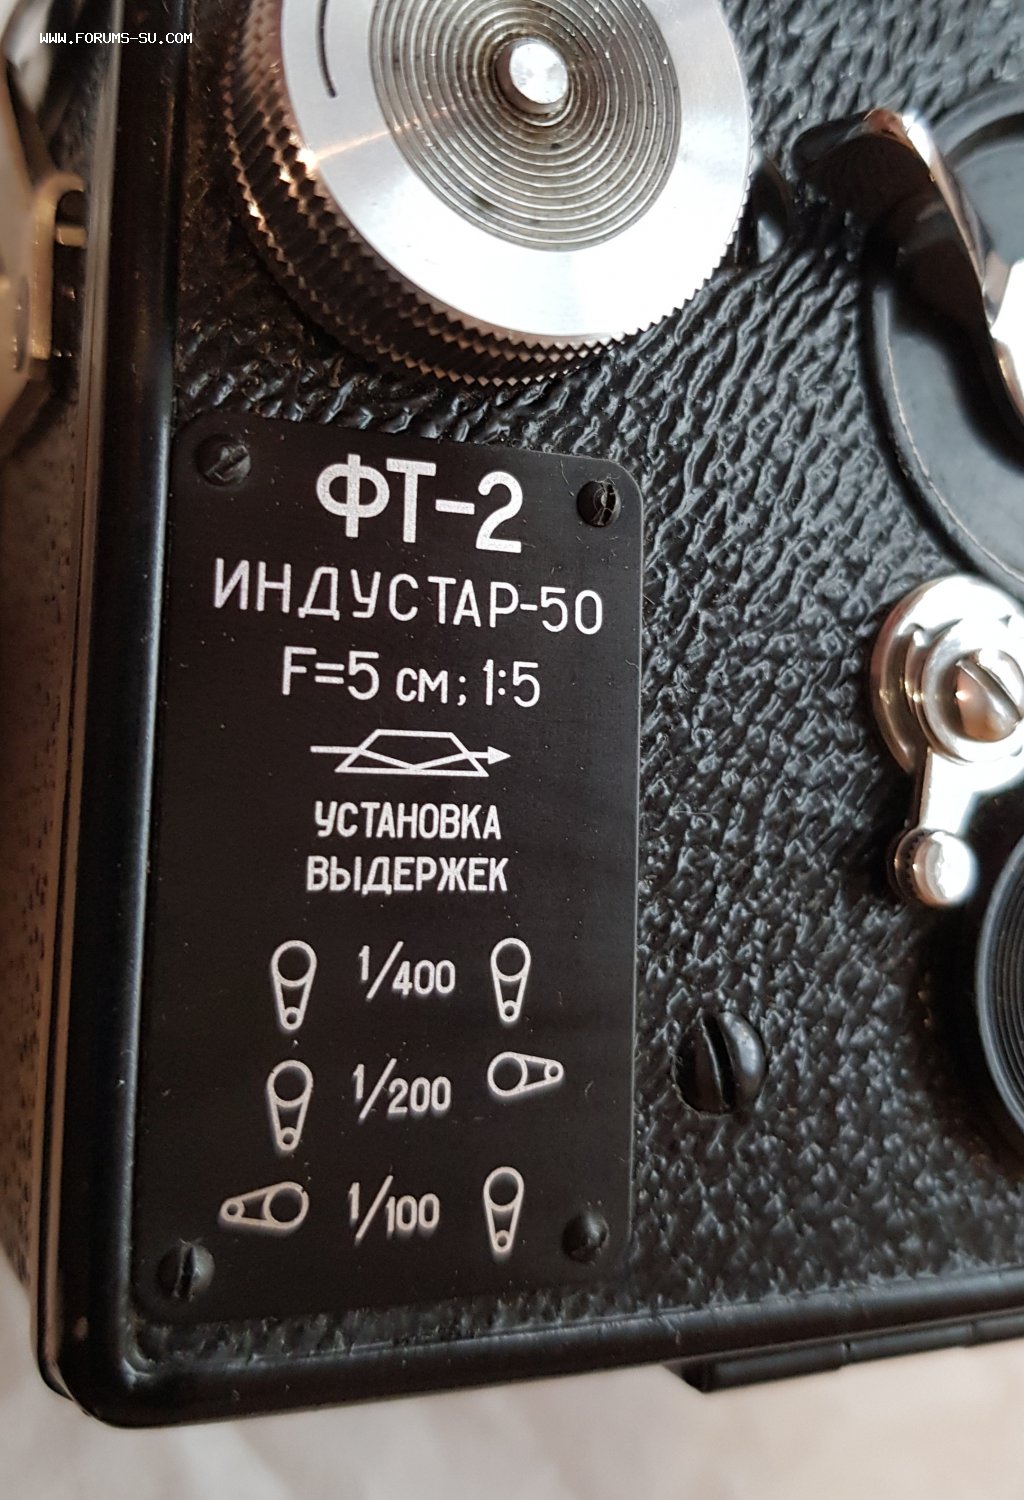 WWW.FORUMS-SU.COM
ФТ-2
ИНДУСТАР-50
F=5 см; 1:5
УСТАНОВКА
ВЫДЕРЖЕК
1/400
1/200
1/100